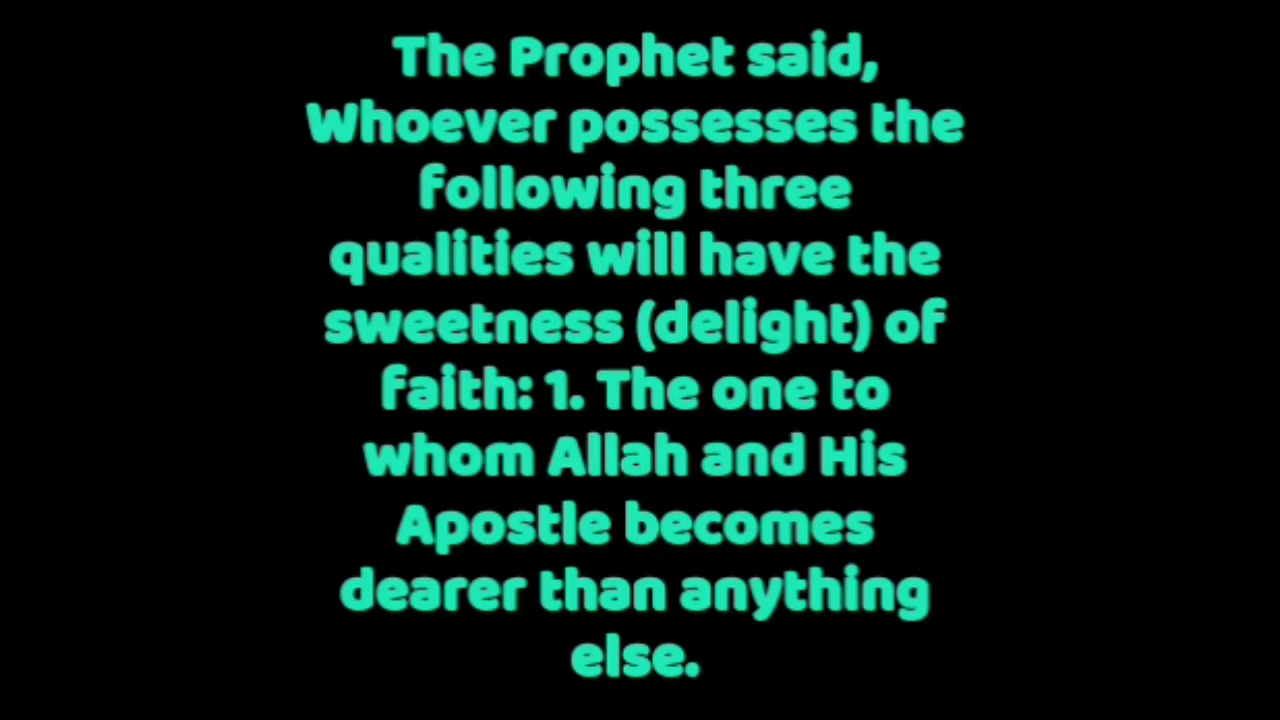 The Prophet said,
Whoever possesses the
following three
qualities will have the
sweetness (delight) of
faith: 1. The one to
whom Allah and His
Apostle becomes
dearer than anything
else.